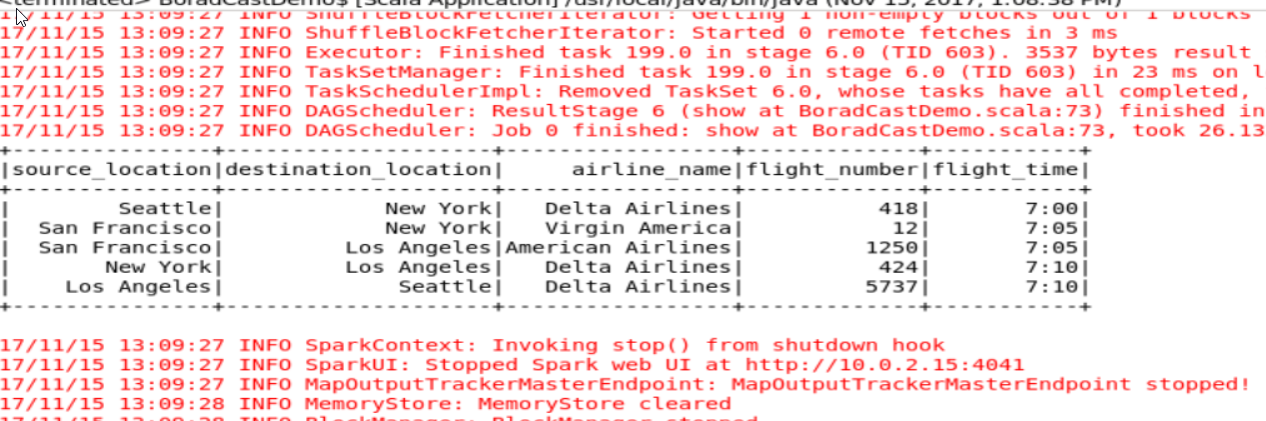 <terminated> BoradCastDemo$ [Scala Application] /usr/local/java/bin/java (Nov 15, 2017, 1:08:58 PM)
17/11/15 13:09:27 INFO ShuffleBlockFetcherIterator: Getting 1 non-empty blocks out of 1 blocks
17/11/15 13:09:27 INFO ShuffleBlockFetcherIterator: Started 0 remote fetches in 3 ms
17/11/15 13:09:27 INFO Executor: Finished task 199.0 in stage 6.0 (TID 603). 3537 bytes result
17/11/15 13:09:27 INFO TaskSetManager: Finished task 199.0 in stage 6.0 (TID 603) in 23 ms on l
17/11/15 13:09:27 INFO TaskSchedulerImpl: Removed TaskSet 6.0, whose tasks have all completed,
17/11/15 13:09:27 INFO DAGScheduler: ResultStage 6 (show at BoradCastDemo.scala:73) finished in
17/11/15 13:09:27 INFO DAGScheduler: Job 0 finished: show at BoradCastDemo.scala:73, took 26.13
+---------------+--------------------+-----------------+-------------+-----------+
|source_location|destination_location|     airline_name|flight_number|flight_time|
+---------------+--------------------+-----------------+-------------+-----------+
|        Seattle|            New York|   Delta Airlines|          418|       7:00|
|  San Francisco|            New York|   Virgin America|           12|       7:05|
|  San Francisco|         Los Angeles|American Airlines|         1250|       7:05|
|       New York|         Los Angeles|   Delta Airlines|          424|       7:10|
|    Los Angeles|             Seattle|   Delta Airlines|         5737|       7:10|
+---------------+--------------------+-----------------+-------------+-----------+
17/11/15 13:09:27 INFO SparkContext: Invoking stop() from shutdown hook
17/11/15 13:09:27 INFO SparkUI: Stopped Spark web UI at http://10.0.2.15:4041
17/11/15 13:09:27 INFO MapOutputTrackerMasterEndpoint: MapOutputTrackerMasterEndpoint stopped!
17/11/15 13:09:28 INFO MemoryStore: MemoryStore cleared
17/11/15 13:09:28 INFO BlockManager: BlockManager stopped